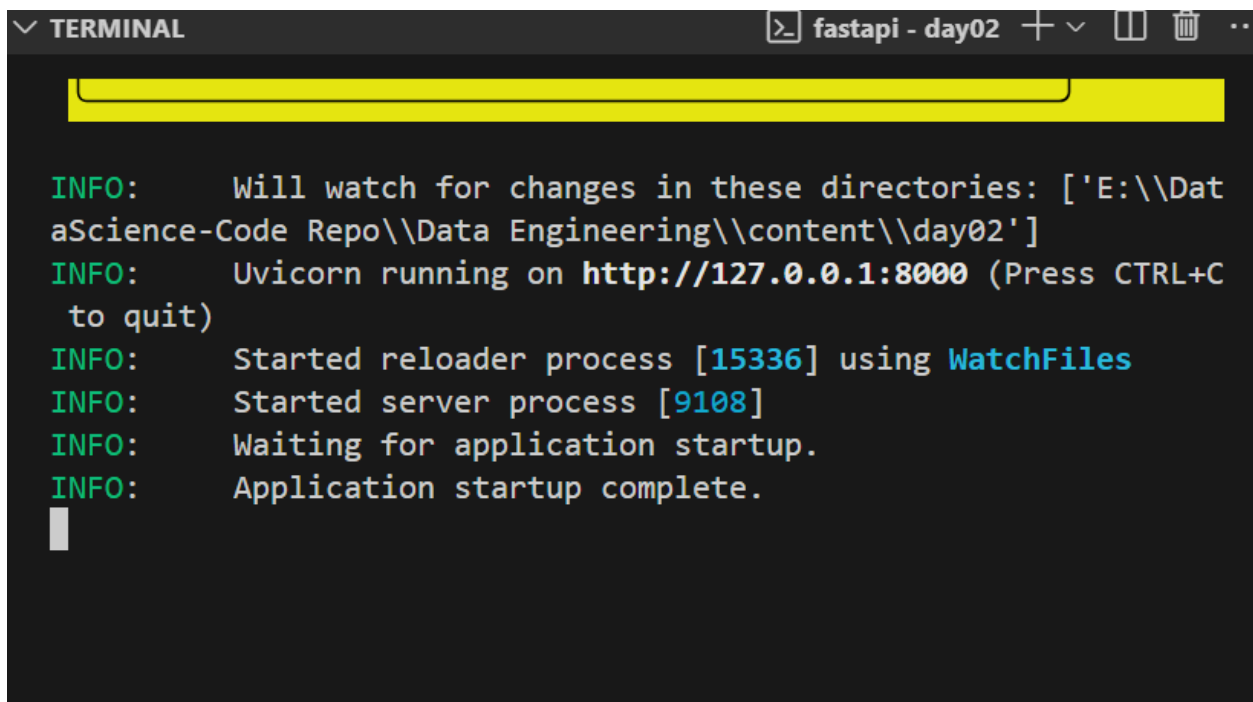 TERMINAL
fastapi - day02
INFO:     Will watch for changes in these directories: ['E:\\Dat
aScience-Code Repo\\Data Engineering\\content\\day02']
INFO:     Uvicorn running on http://127.0.0.1:8000 (Press CTRL+C
 to quit)
INFO:     Started reloader process [15336] using WatchFiles
INFO:     Started server process [9108]
INFO:     Waiting for application startup.
INFO:     Application startup complete.